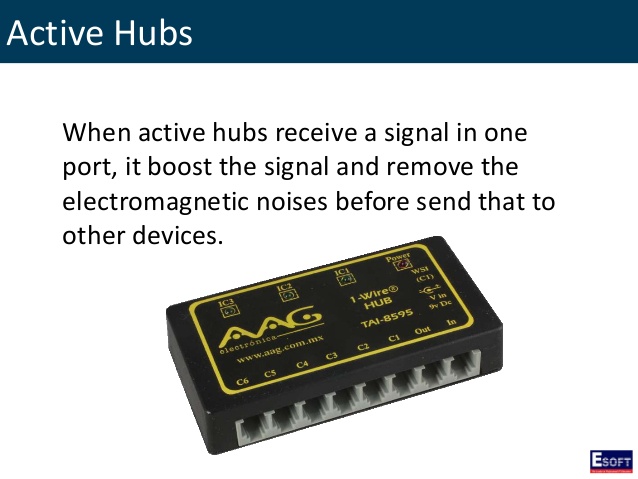 Active Hubs
When active hubs receive a signal in one
port, it boost the signal and remove the
electromagnetic noises before send that to
other devices.
Power
IC1
IC2
IC3
WSI
(C1)
1-Wire®
HUB
TAI-8595
V in
9v Dc
AAG
electrónica
www.aag.com.mx
C6 C5 C4 C3 C2 C1 Out In
ESOFT